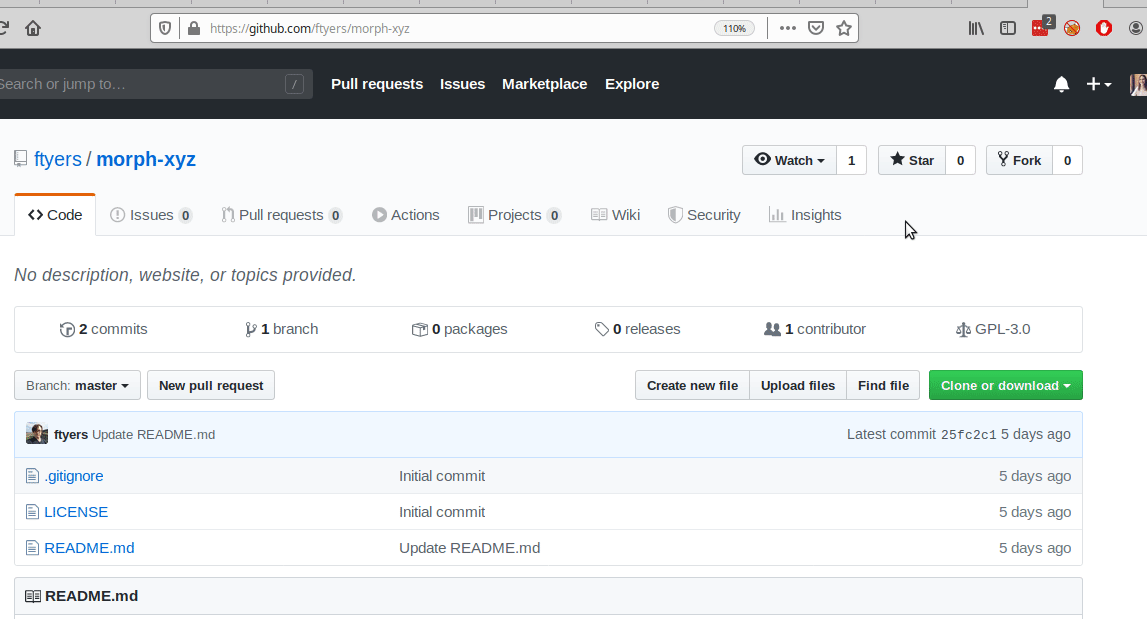 https://github.com/ftyers/morph-xyz 110% 2
Search or jump to… / Pull requests Issues Marketplace Explore
ftyers / morph-xyz Watch 1 Star 0 Fork 0
Code Issues 0 Pull requests 0 Actions Projects 0 Wiki Security Insights
No description, website, or topics provided.
2 commits 1 branch 0 packages 0 releases 1 contributor GPL-3.0
Branch: master New pull request Create new file Upload files Find file Clone or download
ftyers Update README.md Latest commit 25fc2c1 5 days ago
.gitignore Initial commit 5 days ago
LICENSE Initial commit 5 days ago
README.md Update README.md 5 days ago
README.md